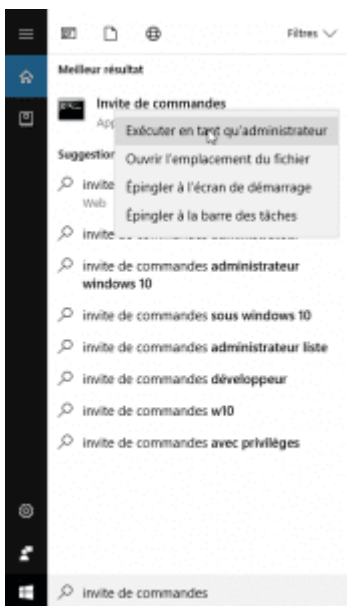 Filtres
Meilleur résultat
Invite de commandes
App
Exécuter en tant qu'administrateur
Ouvrir l'emplacement du fichier
Épingler à l'écran de démarrage
Épingler à la barre des tâches
Suggestion
invite
Web
invite de commandes
invite de commandes administrateur
windows 10
invite de commandes sous windows 10
invite de commandes administrateur liste
invite de commandes développeur
invite de commandes w10
invite de commandes avec privilèges
invite de commandes